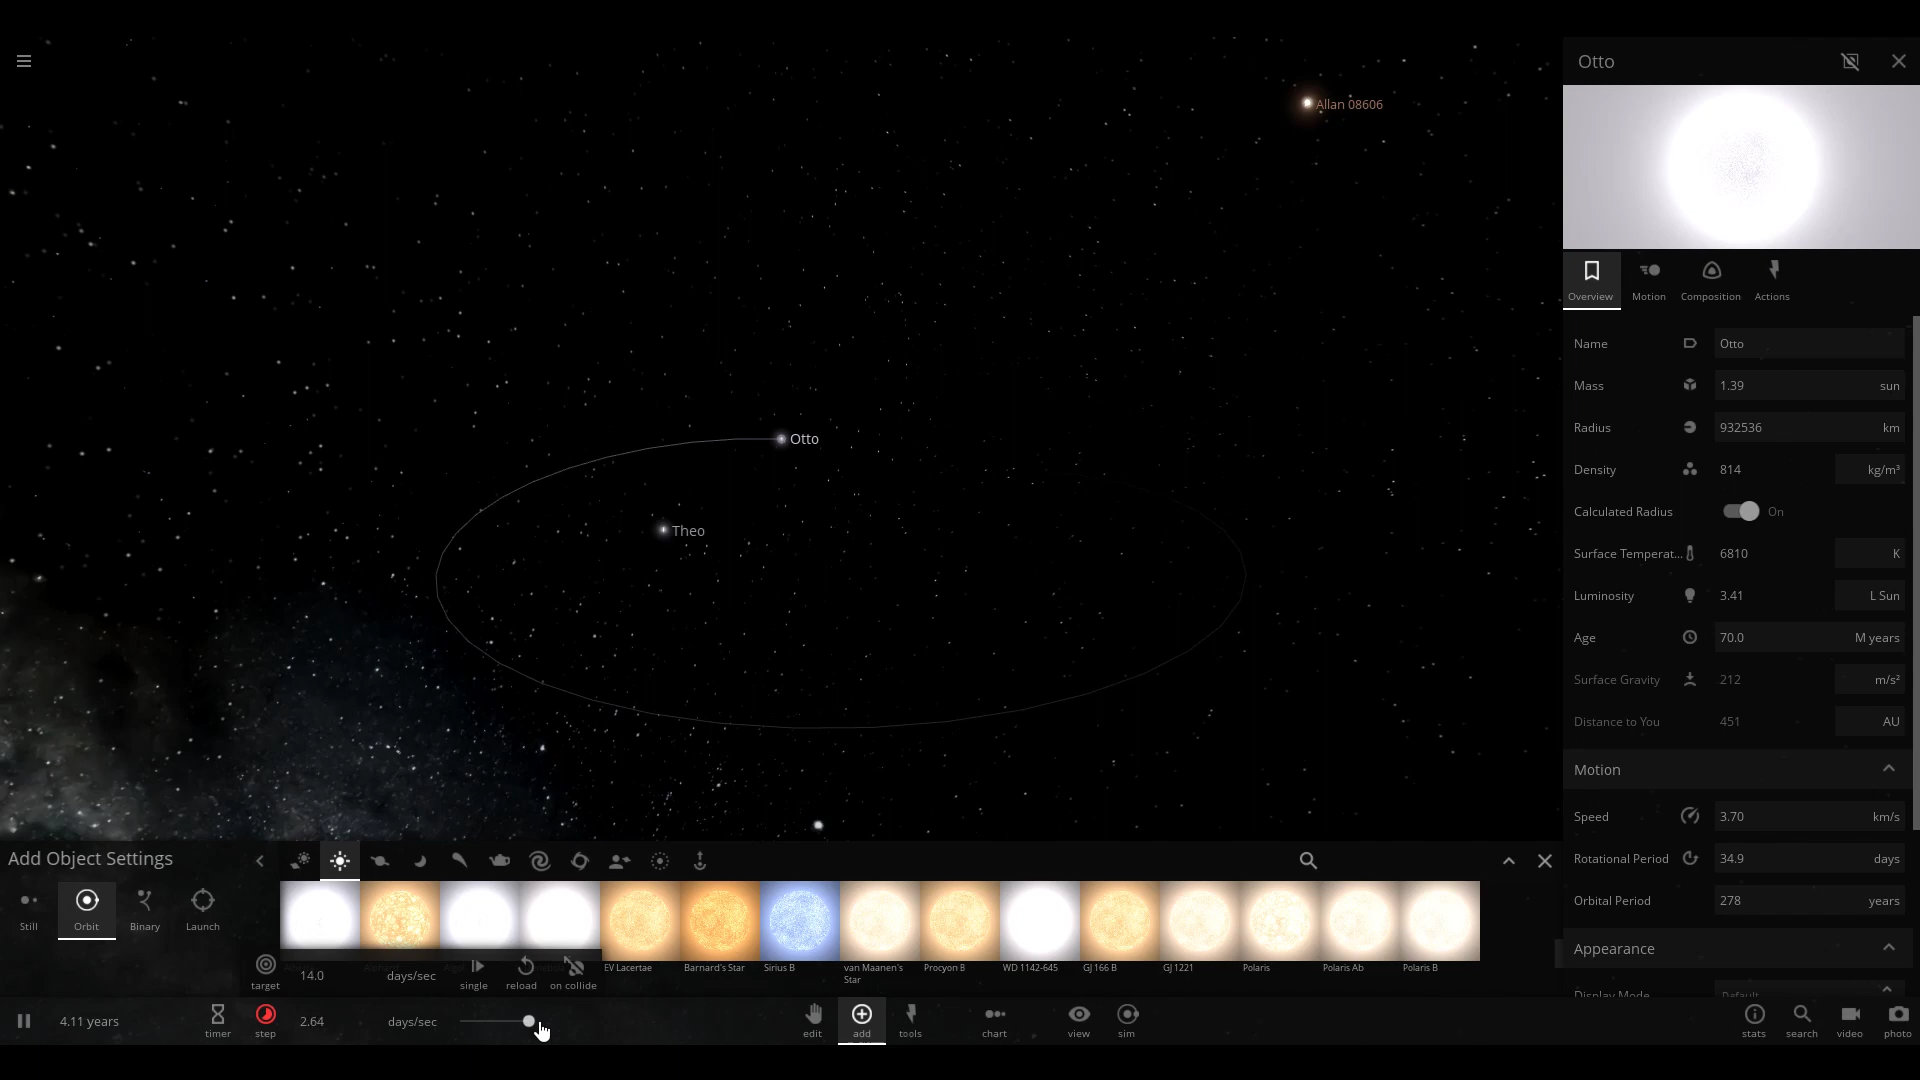 Otto
Allan 08606
Otto
Theo
Overview
Motion
Composition
Actions
Name Otto
Mass 1.39 sun
Radius 932536 km
Density 814 kg/m³
Calculated Radius On
Surface Temperat... 6810 K
Luminosity 3.41 L Sun
Age 70.0 M years
Surface Gravity 212 m/s²
Distance to You 451 AU
Motion
Speed 3.70 km/s
Rotational Period 34.9 days
Orbital Period 278 years
Appearance
Display Mode Default
Add Object Settings
Still
Orbit
Binary
Launch
EV Lacertae
Barnard's Star
Sirius B
van Maanen's
Star
Procyon B
WD 1142-645
GJ 166 B
GJ 1221
Polaris
Polaris Ab
Polaris B
target
14.0 days/sec
single
reload
on collide
4.11 years
timer
step
2.64 days/sec
edit
add
tools
chart
view
sim
stats
search
video
photo